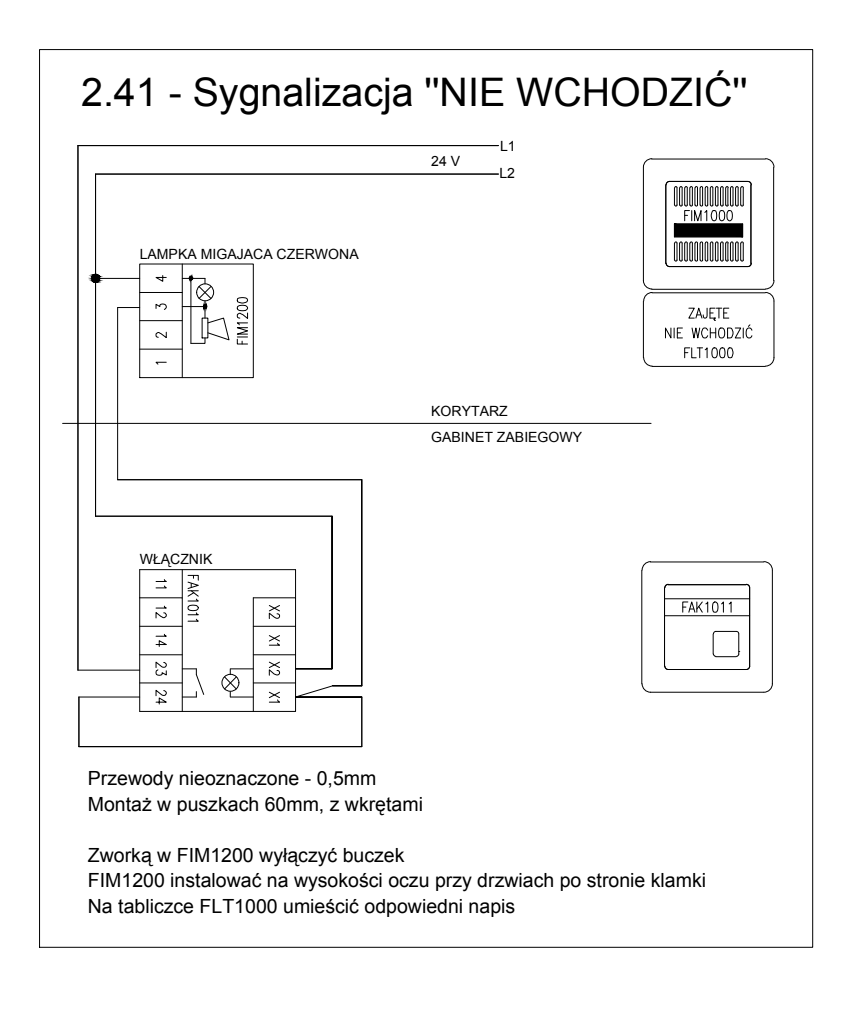 2.41 - Sygnalizacja "NIE WCHODZIĆ"
L1
24 V
L2
LAMPKA MIGAJACA CZERWONA
4
3
2
1
FIM1200
FIM1000
ZAJĘTE
NIE WCHODZIĆ
FLT1000
KORYTARZ
GABINET ZABIEGOWY
WŁĄCZNIK
11
12
14
23
24
FAK1011
X2
X1
X2
X1
FAK1011
Przewody nieoznaczone - 0,5mm
Montaż w puszkach 60mm, z wkrętami
Zworką w FIM1200 wyłączyć buczek
FIM1200 instalować na wysokości oczu przy drzwiach po stronie klamki
Na tabliczce FLT1000 umieścić odpowiedni napis